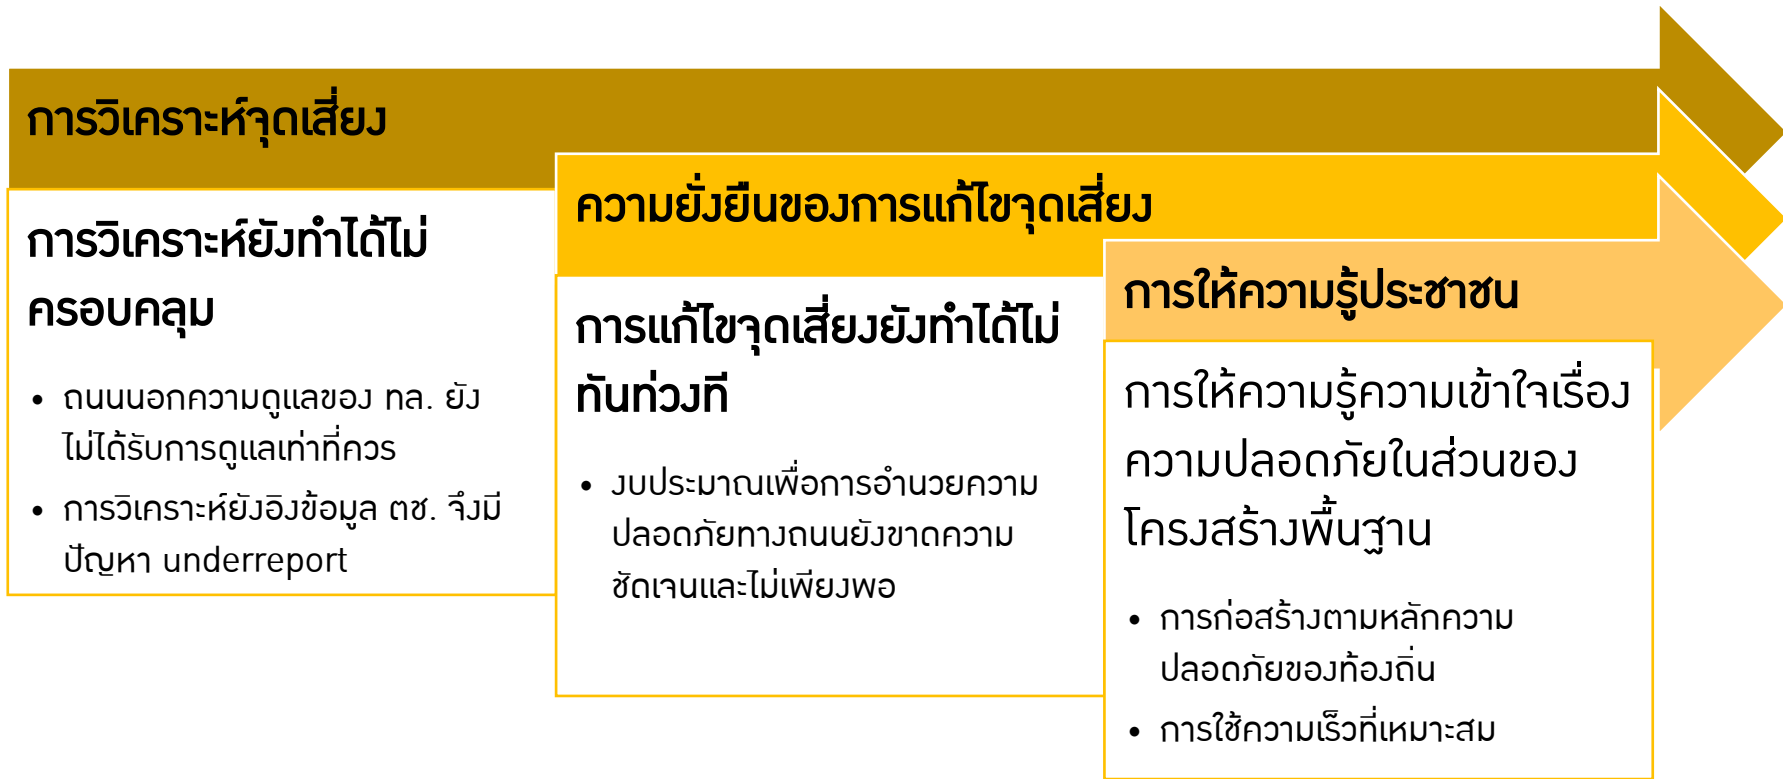 การวิเคราะห์จุดเสี่ยง
การวิเคราะห์ยังทำได้ไม่
ครอบคลุม
• ถนนนอกความดูแลของ ทล. ยัง
ไม่ได้รับการดูแลเท่าที่ควร
• การวิเคราะห์ยังอิงข้อมูล ตช. จึงมี
ปัญหา underreport
ความยั่งยืนของการแก้ไขจุดเสี่ยง
การแก้ไขจุดเสี่ยงยังทำได้ไม่
ทันท่วงที
• งบประมาณเพื่อการอำนวยความ
ปลอดภัยทางถนนยังขาดความ
ชัดเจนและไม่เพียงพอ
การให้ความรู้ประชาชน
การให้ความรู้ความเข้าใจเรื่อง
ความปลอดภัยในส่วนของ
โครงสร้างพื้นฐาน
• การก่อสร้างตามหลักความ
ปลอดภัยของท้องถิ่น
• การใช้ความเร็วที่เหมาะสม